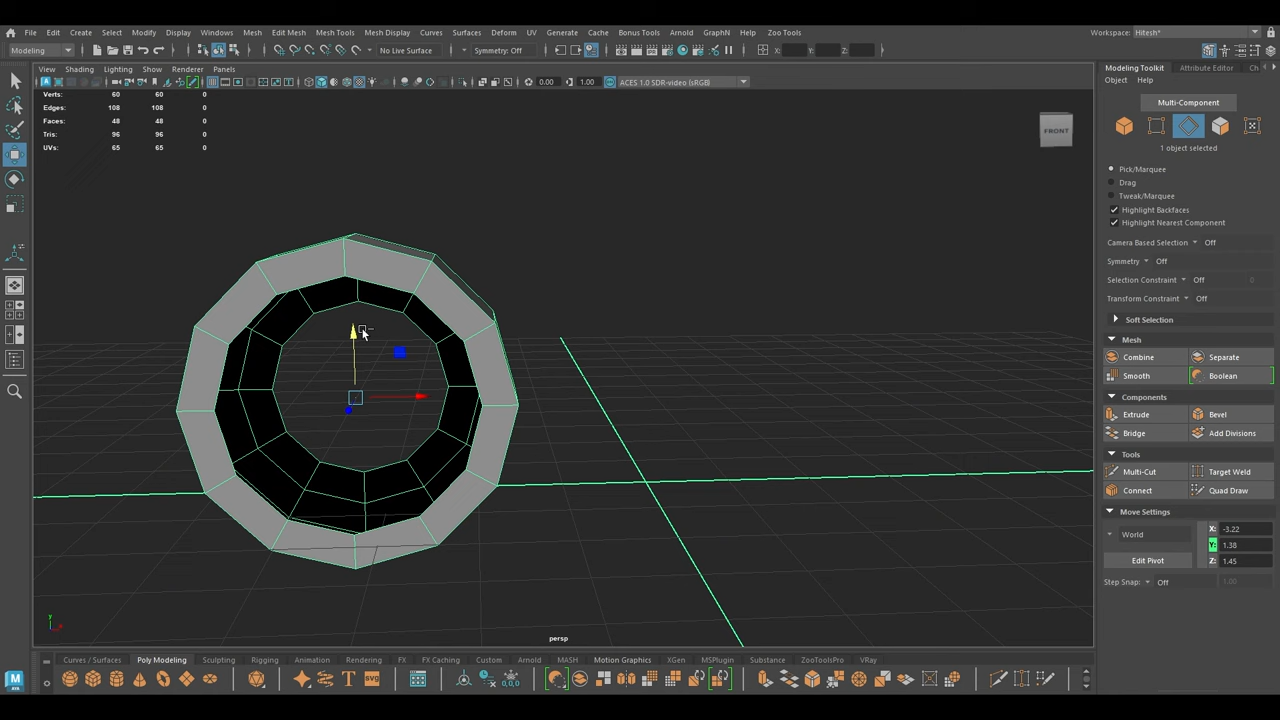 File Edit Create Select Modify Display Windows Mesh Edit Mesh Mesh Tools Mesh Display Curves Surfaces Deform UV Generate Cache Bonus Tools Arnold GraphN Help Zoo Tools
Workspace: Hitesh*
Modeling No Live Surface Symmetry: Off X: Y: Z:
View Shading Lighting Show Renderer Panels
0.00 1.00 ACES 1.0 SDR-video (sRGB)
Verts: 60 60 0
Edges: 108 108 0
Faces: 48 48 0
Tris: 96 96 0
UVs: 65 65 0
FRONT
persp
y
Modeling Toolkit Attribute Editor Ch
Object Help
Multi-Component
1 object selected
Pick/Marquee
Drag
Tweak/Marquee
Highlight Backfaces
Highlight Nearest Component
Camera Based Selection Off
Symmetry Off
Selection Constraint Off 0
Transform Constraint Off
Soft Selection
Mesh
Combine Separate
Smooth Boolean
Components
Extrude Bevel
Bridge Add Divisions
Tools
Multi-Cut Target Weld
Connect Quad Draw
Move Settings
World X: -3.22
Y: 1.38
Edit Pivot Z: 1.45
Step Snap: Off 1.00
Curves / Surfaces Poly Modeling Sculpting Rigging Animation Rendering FX FX Caching Custom Arnold MASH Motion Graphics XGen MSPlugin Substance ZooToolsPro VRay
T SVG 0,0,0